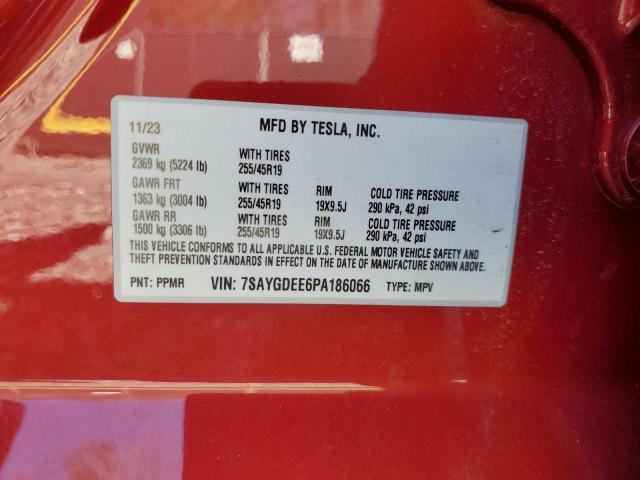 11/23 MFD BY TESLA, INC.
GVWR WITH TIRES
2369 kg (5224 lb) 255/45R19
GAWR FRT WITH TIRES RIM COLD TIRE PRESSURE
1363 kg (3004 lb) 255/45R19 19X9.5J 290 kPa, 42 psi
GAWR RR WITH TIRES RIM COLD TIRE PRESSURE
1500 kg (3306 lb) 255/45R19 19X9.5J 290 kPa, 42 psi
THIS VEHICLE CONFORMS TO ALL APPLICABLE U.S. FEDERAL MOTOR VEHICLE SAFETY AND
THEFT PREVENTION STANDARDS IN EFFECT ON THE DATE OF MANUFACTURE SHOWN ABOVE.
PNT: PPMR VIN: 7SAYGDEE6PA186066 TYPE: MPV